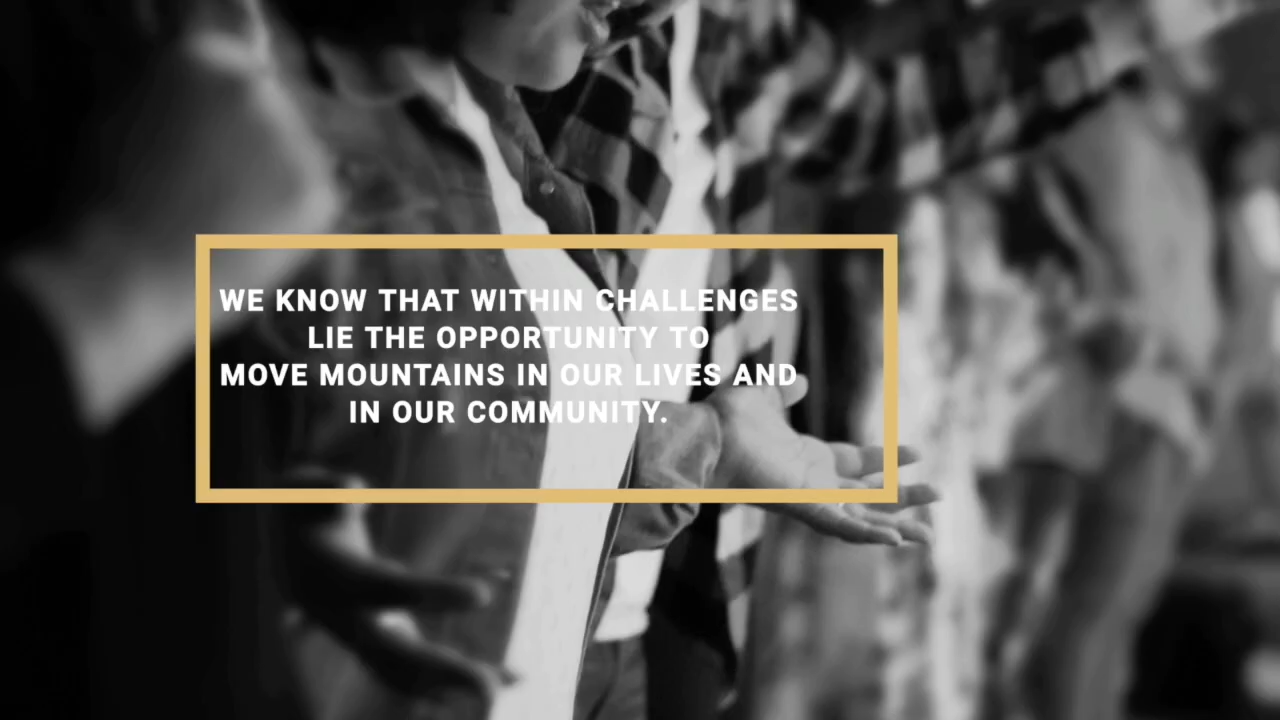 WE KNOW THAT WITHIN CHALLENGES
LIE THE OPPORTUNITY TO
MOVE MOUNTAINS IN OUR LIVES AND
IN OUR COMMUNITY.